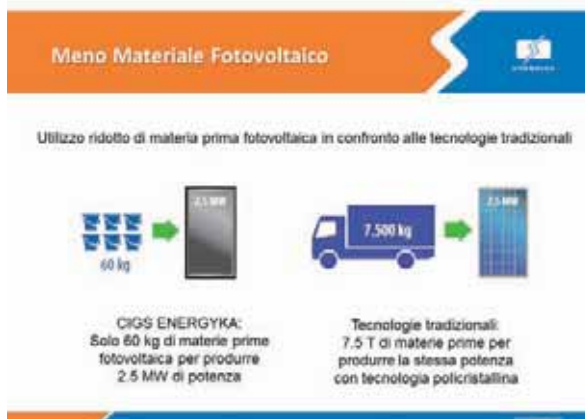 Meno Materiale Fotovoltaico
Utilizzo ridotto di materia prima fotovoltaica in confronto alle tecnologie tradizionali
2,5 MW
7.500 kg
2,5 MW
60 kg
CIGS ENERGYKA:
Solo 60 kg di materie prime
fotovoltaica per produrre
2.5 MW di potenza
Tecnologie tradizionali:
7.5 T di materie prime per
produrre la stessa potenza
con tecnologia policristallina